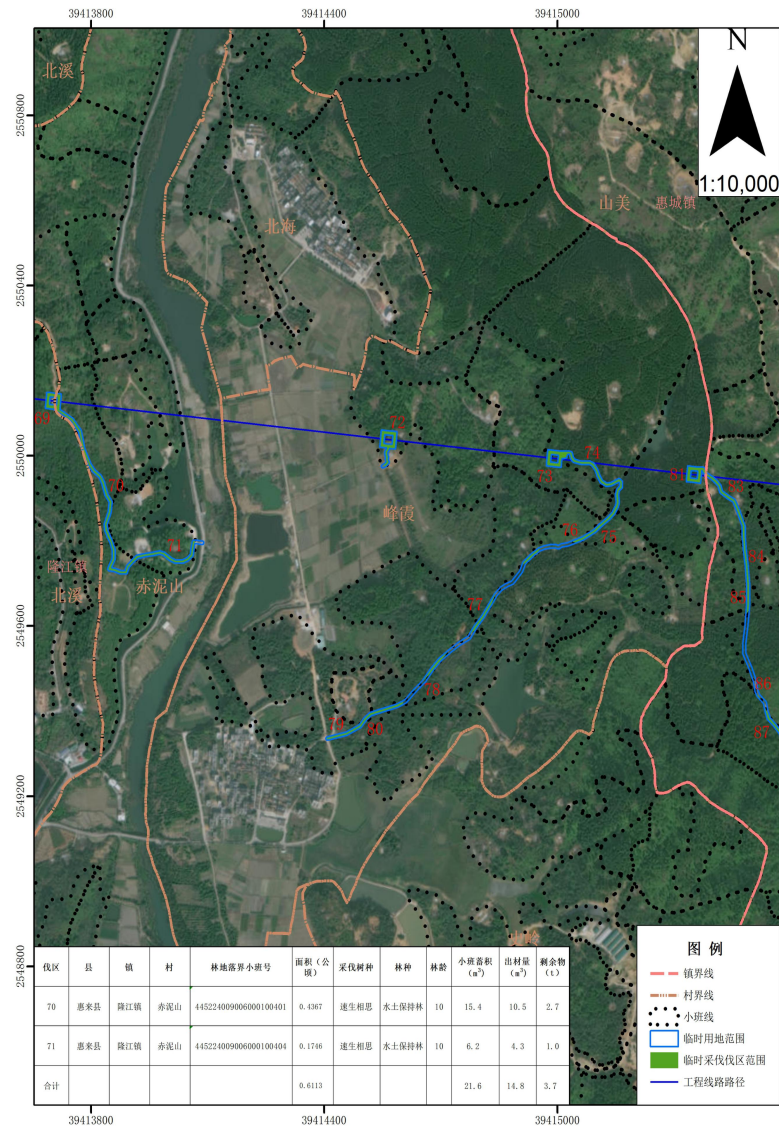 39413800 39414400 39415000
N
1:10,000
2550800
2550400
2550000
2549600
2549200
2548800
北溪
北海
山美 惠城镇
69
72
70
73 74
81 83
峰霞
71
76 75
84
隆江镇
北溪
赤泥山
85
77
78
86
79 80
87
伐区 县 镇 村 林地落界小班号 面积（公顷） 采伐树种 林种 林龄 小班蓄积（m³） 出材量（m³） 剩余物（t）
70 惠来县 隆江镇 赤泥山 445224009006000100401 0.4367 速生相思 水土保持林 10 15.4 10.5 2.7
71 惠来县 隆江镇 赤泥山 445224009006000100404 0.1746 速生相思 水土保持林 10 6.2 4.3 1.0
合计 0.6113 21.6 14.8 3.7
图 例
镇界线
村界线
小班线
临时用地范围
临时采伐伐区范围
工程线路路径
39413800 39414400 39415000